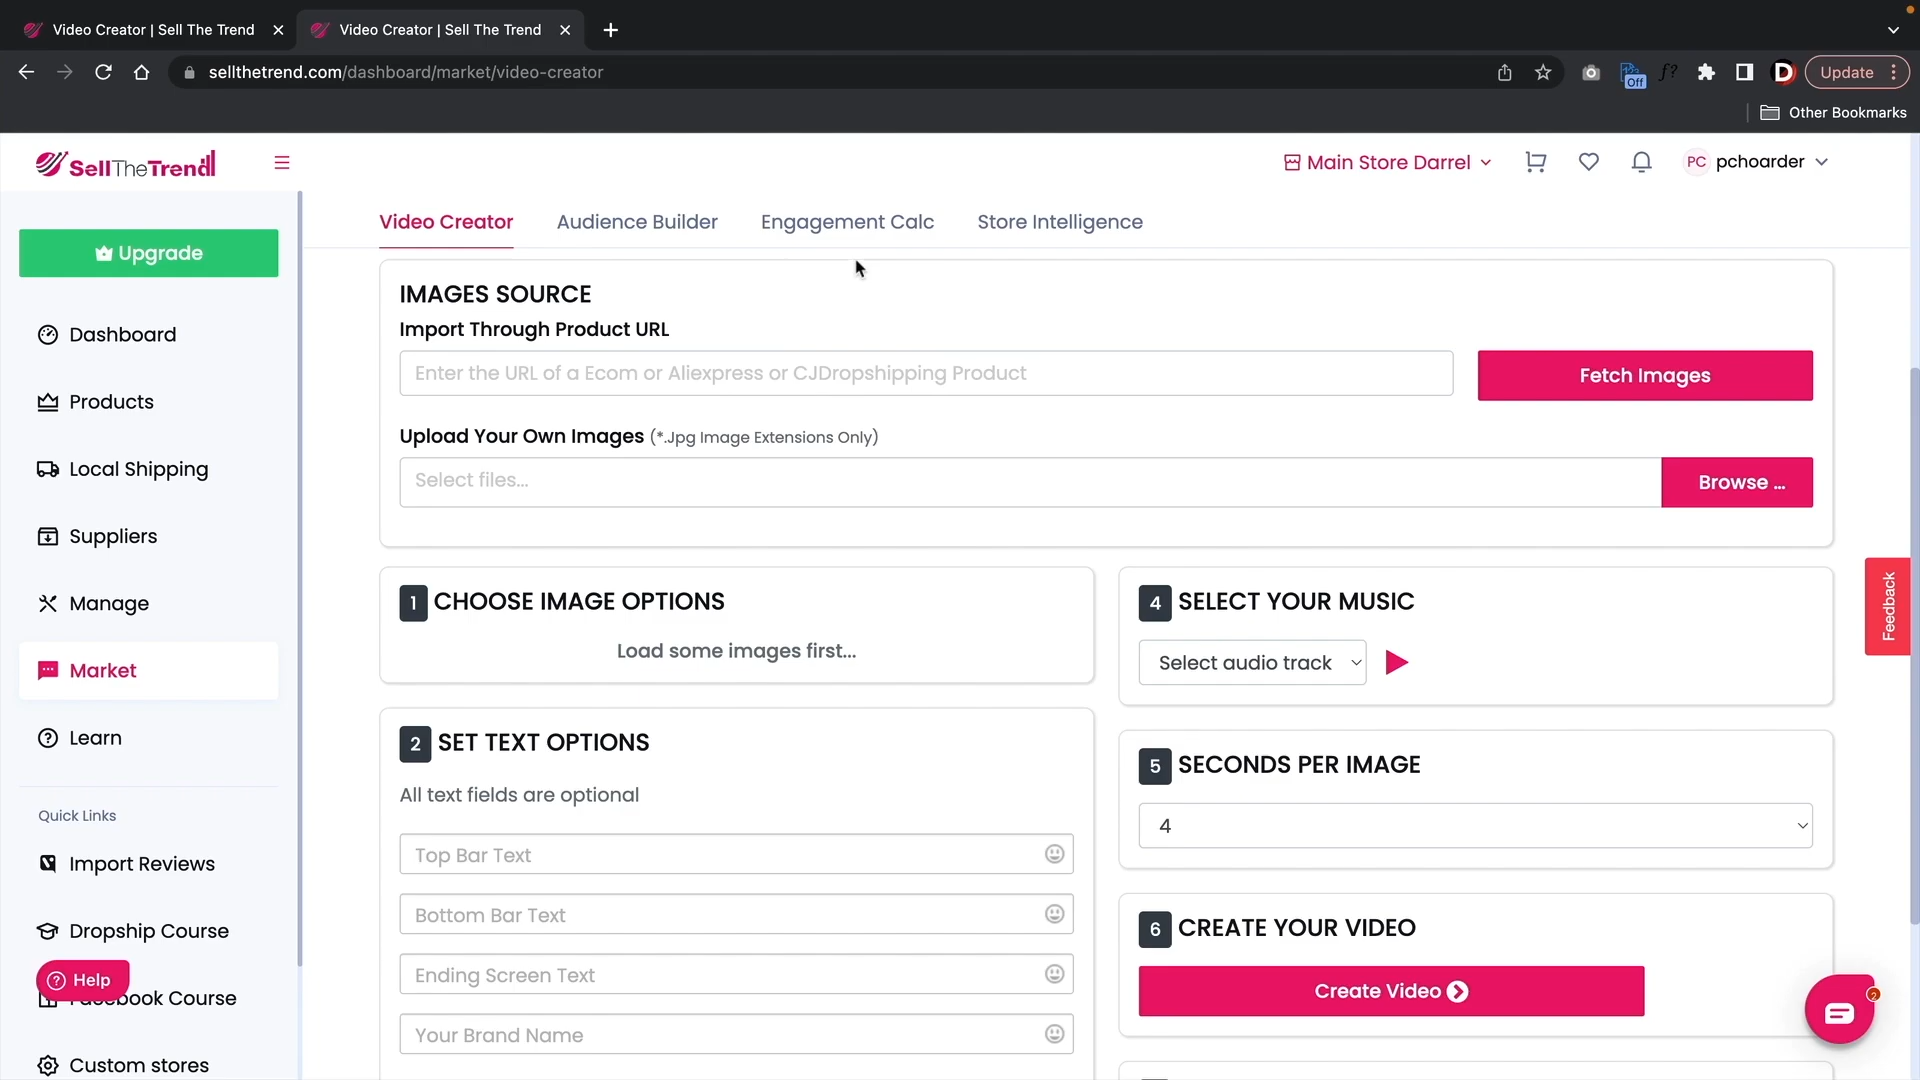 Video Creator | Sell The Trend
Video Creator | Sell The Trend
sellthetrend.com/dashboard/market/video-creator
Off
f?
D
Update
Other Bookmarks
SellTheTrend
Main Store Darrel
PC
pchoarder
Video Creator
Audience Builder
Engagement Calc
Store Intelligence
Upgrade
Dashboard
Products
Local Shipping
Suppliers
Manage
Market
Learn
Quick Links
Import Reviews
Dropship Course
Help
Facebook Course
Custom stores
IMAGES SOURCE
Import Through Product URL
Enter the URL of a Ecom or Aliexpress or CJDropshipping Product
Fetch Images
Upload Your Own Images (*.Jpg Image Extensions Only)
Select files...
Browse ...
1 CHOOSE IMAGE OPTIONS
Load some images first...
2 SET TEXT OPTIONS
All text fields are optional
Top Bar Text
Bottom Bar Text
Ending Screen Text
Your Brand Name
4 SELECT YOUR MUSIC
Select audio track
5 SECONDS PER IMAGE
4
6 CREATE YOUR VIDEO
Create Video
Feedback
2